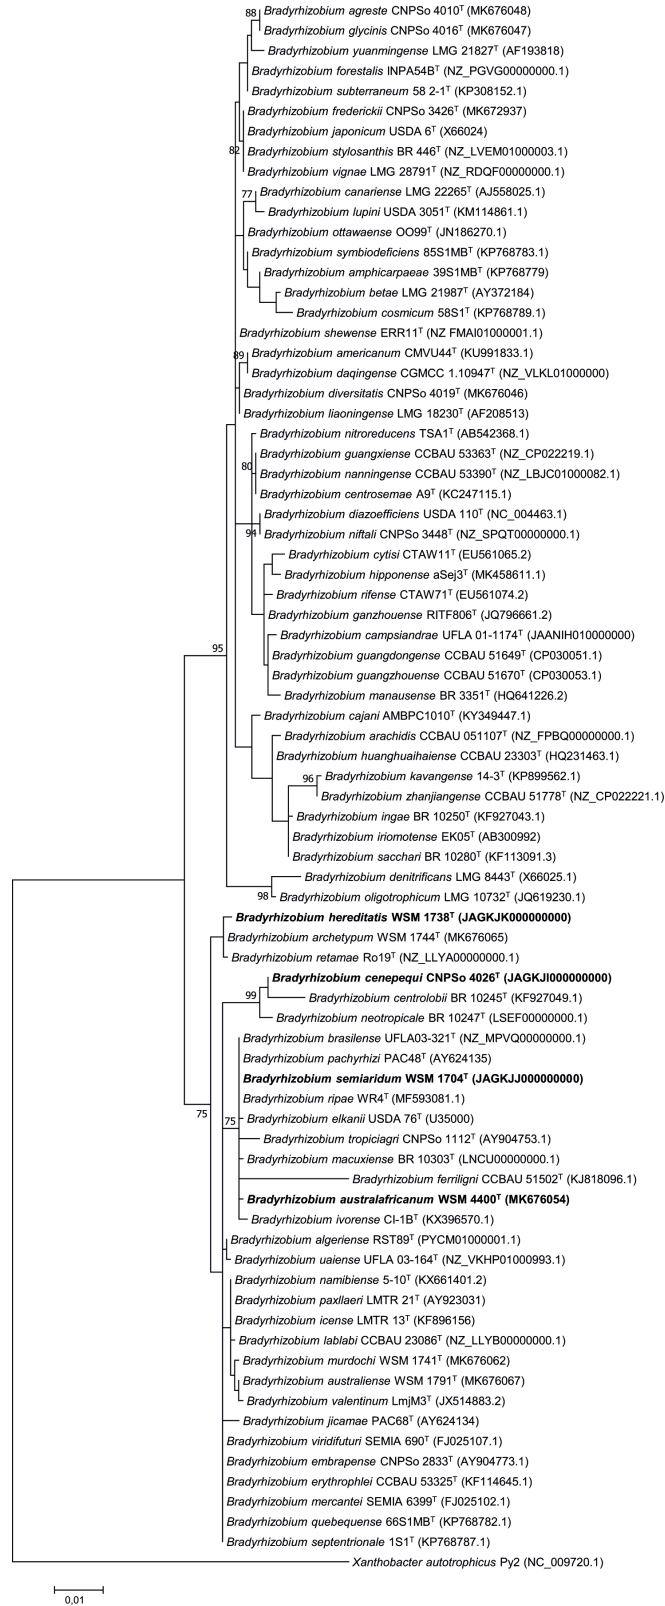 88
Bradyrhizobium agreste CNPSo 4010ᵀ (MK676048)
Bradyrhizobium glycinis CNPSo 4016ᵀ (MK676047)
Bradyrhizobium yuanmingense LMG 21827ᵀ (AF193818)
Bradyrhizobium forestalis INPA54Bᵀ (NZ_PGVG00000000.1)
Bradyrhizobium subterraneum 58 2-1ᵀ (KP308152.1)
Bradyrhizobium frederickii CNPSo 3426ᵀ (MK672937)
Bradyrhizobium japonicum USDA 6ᵀ (X66024)
82
Bradyrhizobium stylosanthis BR 446ᵀ (NZ_LVEM01000003.1)
Bradyrhizobium vignae LMG 28791ᵀ (NZ_RDQF00000000.1)
77
Bradyrhizobium canariense LMG 22265ᵀ (AJ558025.1)
Bradyrhizobium lupini USDA 3051ᵀ (KM114861.1)
Bradyrhizobium ottawaense OO99ᵀ (JN186270.1)
Bradyrhizobium symbiodeficiens 85S1MBᵀ (KP768783.1)
Bradyrhizobium amphicarpaeae 39S1MBᵀ (KP768779)
Bradyrhizobium betae LMG 21987ᵀ (AY372184)
Bradyrhizobium cosmicum 58S1ᵀ (KP768789.1)
Bradyrhizobium shewense ERR11ᵀ (NZ FMAI01000001.1)
89
Bradyrhizobium americanum CMVU44ᵀ (KU991833.1)
Bradyrhizobium daqingense CGMCC 1.10947ᵀ (NZ_VLKL01000000)
Bradyrhizobium diversitatis CNPSo 4019ᵀ (MK676046)
Bradyrhizobium liaoningense LMG 18230ᵀ (AF208513)
Bradyrhizobium nitroreducens TSA1ᵀ (AB542368.1)
Bradyrhizobium guangxiense CCBAU 53363ᵀ (NZ_CP022219.1)
80
Bradyrhizobium nanningense CCBAU 53390ᵀ (NZ_LBJC01000082.1)
Bradyrhizobium centrosemae A9ᵀ (KC247115.1)
Bradyrhizobium diazoefficiens USDA 110ᵀ (NC_004463.1)
94
Bradyrhizobium niftali CNPSo 3448ᵀ (NZ_SPQT00000000.1)
Bradyrhizobium cytisi CTAW11ᵀ (EU561065.2)
Bradyrhizobium hipponense aSej3ᵀ (MK458611.1)
Bradyrhizobium rifense CTAW71ᵀ (EU561074.2)
Bradyrhizobium ganzhouense RITF806ᵀ (JQ796661.2)
Bradyrhizobium campsiandrae UFLA 01-1174ᵀ (JAANIH010000000)
95
Bradyrhizobium guangdongense CCBAU 51649ᵀ (CP030051.1)
Bradyrhizobium guangzhouense CCBAU 51670ᵀ (CP030053.1)
Bradyrhizobium manausense BR 3351ᵀ (HQ641226.2)
Bradyrhizobium cajani AMBPC1010ᵀ (KY349447.1)
Bradyrhizobium arachidis CCBAU 051107ᵀ (NZ_FPBQ00000000.1)
Bradyrhizobium huanghuaihaiense CCBAU 23303ᵀ (HQ231463.1)
96
Bradyrhizobium kavangense 14-3ᵀ (KP899562.1)
Bradyrhizobium zhanjiangense CCBAU 51778ᵀ (NZ_CP022221.1)
Bradyrhizobium ingae BR 10250ᵀ (KF927043.1)
Bradyrhizobium iriomotense EK05ᵀ (AB300992)
Bradyrhizobium sacchari BR 10280ᵀ (KF113091.3)
Bradyrhizobium denitrificans LMG 8443ᵀ (X66025.1)
98
Bradyrhizobium oligotrophicum LMG 10732ᵀ (JQ619230.1)
Bradyrhizobium hereditatis WSM 1738ᵀ (JAGKJK000000000)
Bradyrhizobium archetypum WSM 1744ᵀ (MK676065)
Bradyrhizobium retamae Ro19ᵀ (NZ_LLYA00000000.1)
Bradyrhizobium cenepequi CNPSo 4026ᵀ (JAGKJI000000000)
99
Bradyrhizobium centrolobii BR 10245ᵀ (KF927049.1)
Bradyrhizobium neotropicale BR 10247ᵀ (LSEF00000000.1)
Bradyrhizobium brasilense UFLA03-321ᵀ (NZ_MPVQ00000000.1)
Bradyrhizobium pachyrhizi PAC48ᵀ (AY624135)
Bradyrhizobium semiaridum WSM 1704ᵀ (JAGKJJ000000000)
Bradyrhizobium ripae WR4ᵀ (MF593081.1)
75
75
Bradyrhizobium elkanii USDA 76ᵀ (U35000)
Bradyrhizobium tropiciagri CNPSo 1112ᵀ (AY904753.1)
Bradyrhizobium macuxiense BR 10303ᵀ (LNCU00000000.1)
Bradyrhizobium ferriligni CCBAU 51502ᵀ (KJ818096.1)
Bradyrhizobium australafricanum WSM 4400ᵀ (MK676054)
Bradyrhizobium ivorense CI-1Bᵀ (KX396570.1)
Bradyrhizobium algeriense RST89ᵀ (PYCM01000001.1)
Bradyrhizobium uaiense UFLA 03-164ᵀ (NZ_VKHP01000993.1)
Bradyrhizobium namibiense 5-10ᵀ (KX661401.2)
Bradyrhizobium paxllaeri LMTR 21ᵀ (AY923031)
Bradyrhizobium icense LMTR 13ᵀ (KF896156)
Bradyrhizobium lablabi CCBAU 23086ᵀ (NZ_LLYB00000000.1)
Bradyrhizobium murdochi WSM 1741ᵀ (MK676062)
Bradyrhizobium australiense WSM 1791ᵀ (MK676067)
Bradyrhizobium valentinum LmjM3ᵀ (JX514883.2)
Bradyrhizobium jicamae PAC68ᵀ (AY624134)
Bradyrhizobium viridifuturi SEMIA 690ᵀ (FJ025107.1)
Bradyrhizobium embrapense CNPSo 2833ᵀ (AY904773.1)
Bradyrhizobium erythrophlei CCBAU 53325ᵀ (KF114645.1)
Bradyrhizobium mercantei SEMIA 6399ᵀ (FJ025102.1)
Bradyrhizobium quebequense 66S1MBᵀ (KP768782.1)
Bradyrhizobium septentrionale 1S1ᵀ (KP768787.1)
Xanthobacter autotrophicus Py2 (NC_009720.1)
0,01